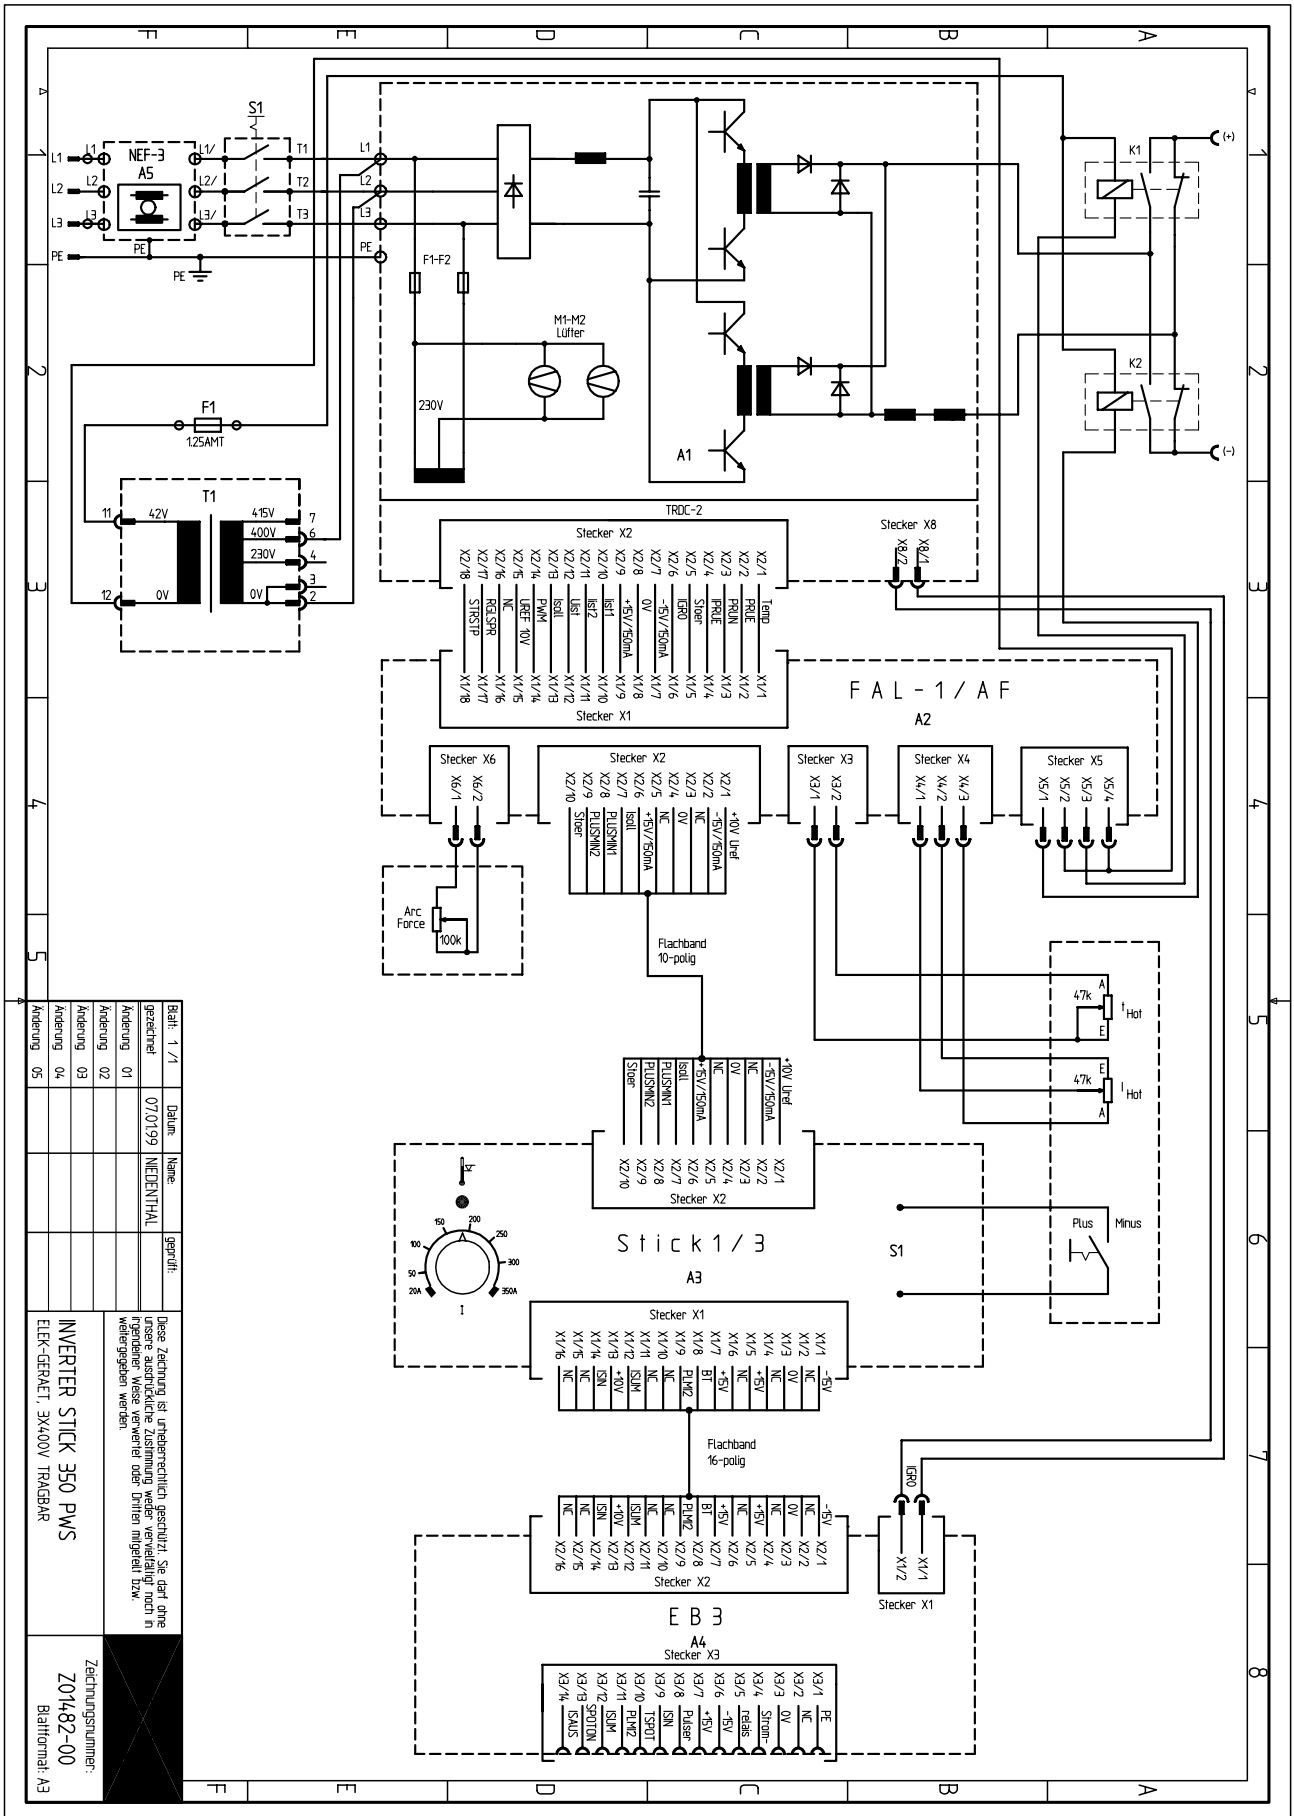 F
E
D
C
B
A
S1
L1
L1
NEF-3
A5
L1/
T1
L1
L2
L2
L2/
T2
L2
L3
L3
L3/
T3
L3
PE
PE
PE
PE
F1-F2
M1-M2
Lüfter
230V
A1
K1
(+)
K2
(-)
1
1
2
2
F1
1.25AMT
T1
11
42V
415V
7
400V
6
230V
4
3
12
0V
0V
2
3
3
TRDC-2
Stecker X2
X2/18
X2/17
X2/16
X2/15
X2/14
X2/13
X2/12
X2/11
X2/10
X2/9
X2/8
X2/7
X2/6
X2/5
X2/4
X2/3
X2/2
X2/1
STRSTP
RGLSPR
NC
UREF 10V
PWM
Isoll
UIst
Iist2
Iist1
+15V/150mA
0V
-15V/150mA
IGR0
Stoer
IPRUE
PRUN
PRUE
Temp
X1/18
X1/17
X1/16
X1/15
X1/14
X1/13
X1/12
X1/11
X1/10
X1/9
X1/8
X1/7
X1/6
X1/5
X1/4
X1/3
X1/2
X1/1
Stecker X1
Stecker X8
X8/2
X8/1
FAL-1/AF
A2
4
4
Stecker X6
X6/1
X6/2
Stecker X2
X2/10
X2/9
X2/8
X2/7
X2/6
X2/5
X2/4
X2/3
X2/2
X2/1
Stoer
PLUSMIN2
PLUSMIN1
Isoll
+15V/150mA
NC
0V
NC
-15V/150mA
+10V Uref
Stecker X3
X3/1
X3/2
Stecker X4
X4/1
X4/2
X4/3
Stecker X5
X5/1
X5/2
X5/3
X5/4
Arc
Force
100k
Flachband
10-polig
5
5
A
47k
t Hot
E
E
47k
I Hot
A
Stoer
PLUSMIN2
PLUSMIN1
Isoll
+15V/150mA
NC
0V
NC
-15V/150mA
+10V Uref
X2/10
X2/9
X2/8
X2/7
X2/6
X2/5
X2/4
X2/3
X2/2
X2/1
Stecker X2
Stick1/3
A3
S1
Plus
Minus
6
20A
50
100
150
200
250
300
350A
I
Stecker X1
X1/16
X1/15
X1/14
X1/13
X1/12
X1/11
X1/10
X1/9
X1/8
X1/7
X1/6
X1/5
X1/4
X1/3
X1/2
X1/1
NC
NC
ISIN
+10V
ISUM
NC
NC
PLMI2
BT
+15V
NC
+15V
NC
0V
NC
-15V
Flachband
16-polig
7
IGR0
NC
NC
ISIN
+10V
ISUM
NC
NC
PLMI2
BT
+15V
NC
+15V
NC
0V
NC
-15V
X2/16
X2/15
X2/14
X2/13
X2/12
X2/11
X2/10
X2/9
X2/8
X2/7
X2/6
X2/5
X2/4
X2/3
X2/2
X2/1
Stecker X2
X1/2
X1/1
Stecker X1
EB3
A4
Stecker X3
X3/14
X3/13
X3/12
X3/11
X3/10
X3/9
X3/8
X3/7
X3/6
X3/5
X3/4
X3/3
X3/2
X3/1
ISAUS
SPOTON
ISUM
PLMI2
TSPOT
ISIN
Pulser
+15V
-15V
relais
Strom-
0V
NC
PE
8
Blatt: 1 /1
Datum:
Name:
geprüft:
gezeichnet
07.01.99
NIEDENTHAL
Änderung 01
Änderung 02
Änderung 03
Änderung 04
Änderung 05
Diese Zeichnung ist urheberrechtlich geschützt. Sie darf ohne
unsere ausdrückliche Zustimmung weder vervielfältigt noch in
irgendeiner Weise verwertet oder Dritten mitgeteilt bzw.
weitergegeben werden.
INVERTER STICK 350 PWS
ELEK-GERAET, 3X400V TRAGBAR
Zeichnungsnummer:
Z01482-00
Blattformat: A3
F
E
D
C
B
A